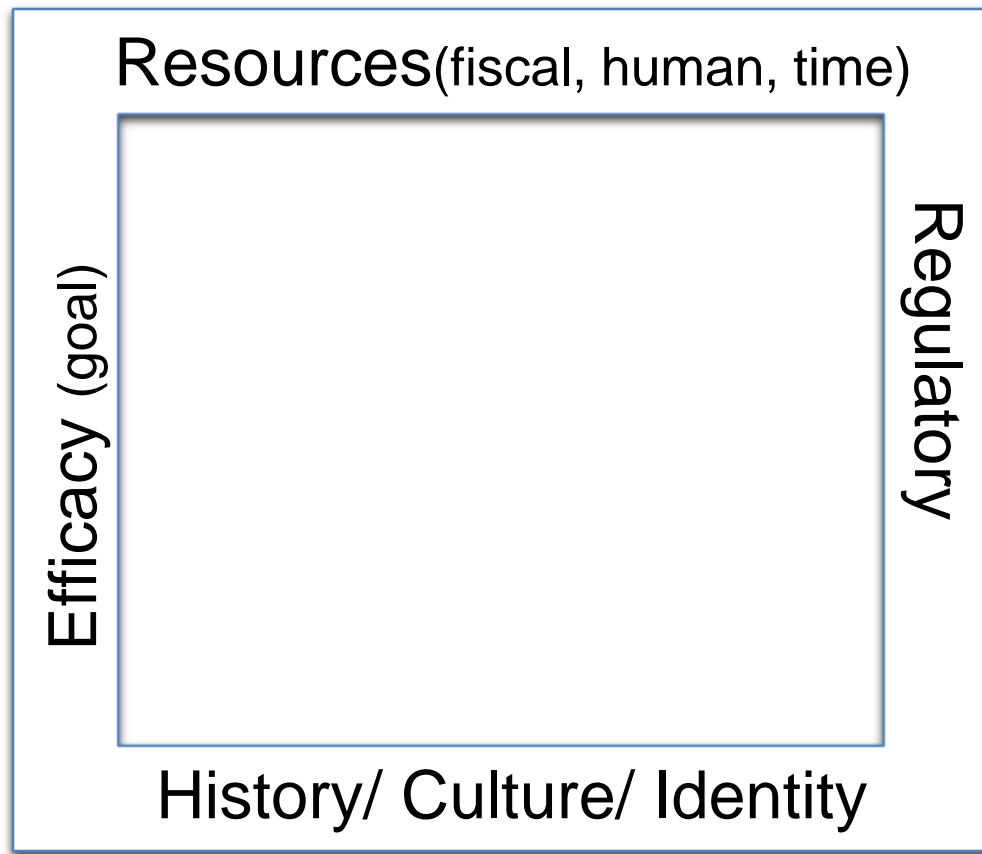 Resources(fiscal, human, time)
Efficacy (goal)
Regulatory
History/ Culture/ Identity